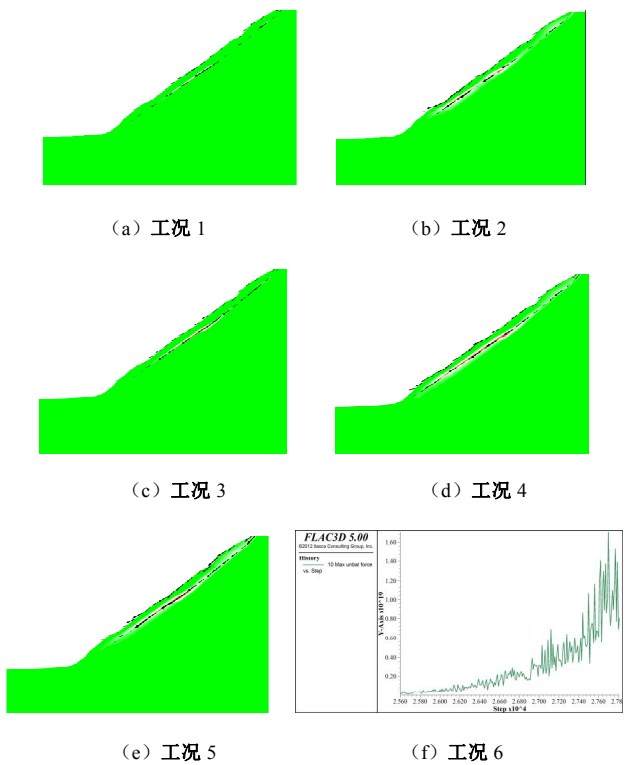 （a）工况 1
（b）工况 2
（c）工况 3
（d）工况 4
FLAC3D 5.00
©2012 Itasca Consulting Group, Inc.
History
10 Max unbal force
vs. Step
Y-Axis x10^19
1.60
1.40
1.20
1.00
0.80
0.60
0.40
0.20
2.560 2.580 2.600 2.620 2.640 2.660 2.680 2.700 2.720 2.740 2.760 2.78
Step x10^4
（e）工况 5
（f）工况 6